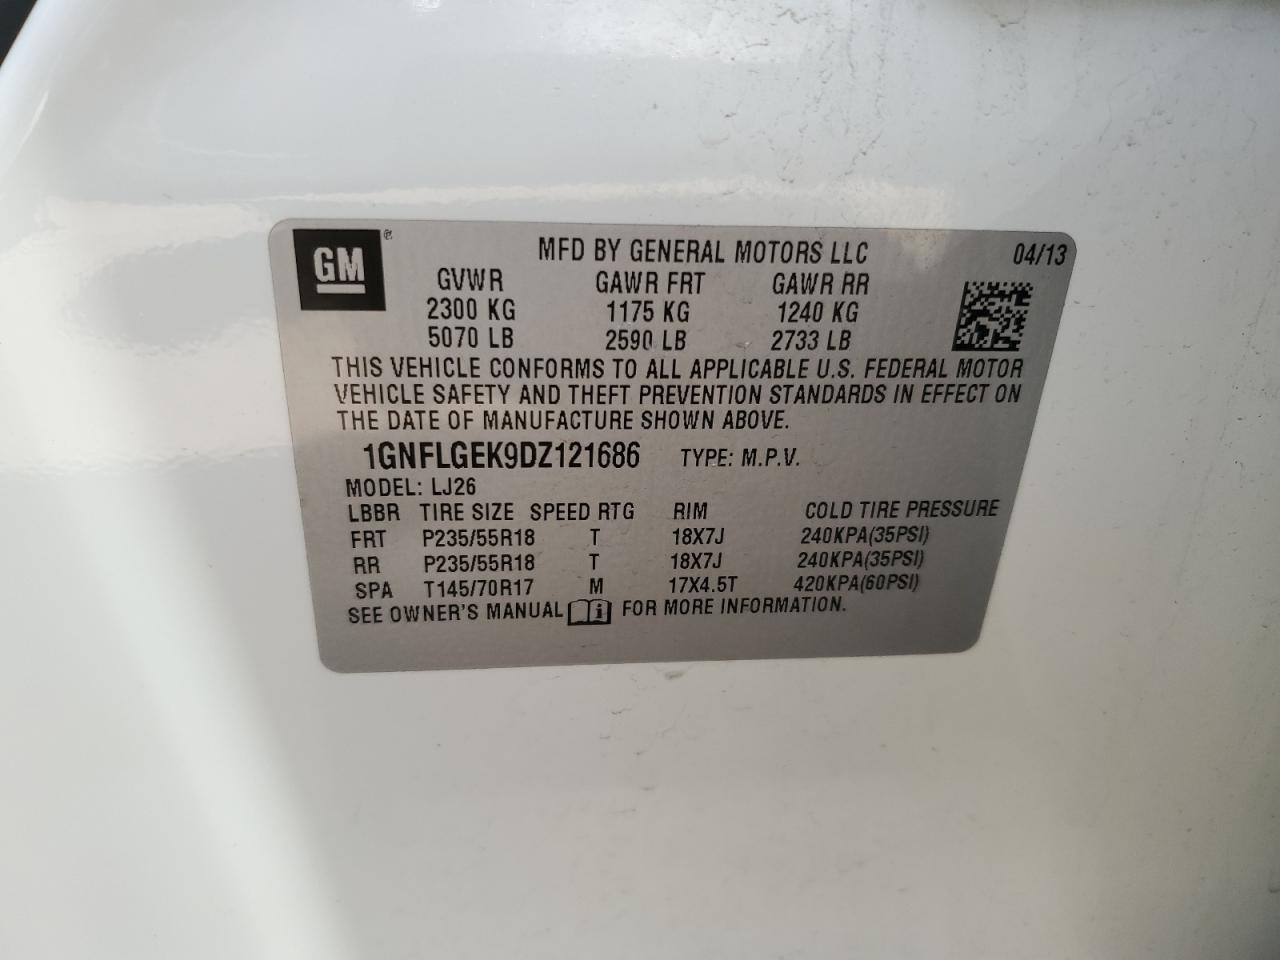 GM
MFD BY GENERAL MOTORS LLC 04/13
GVWR GAWR FRT GAWR RR
2300 KG 1175 KG 1240 KG
5070 LB 2590 LB 2733 LB
THIS VEHICLE CONFORMS TO ALL APPLICABLE U.S. FEDERAL MOTOR
VEHICLE SAFETY AND THEFT PREVENTION STANDARDS IN EFFECT ON
THE DATE OF MANUFACTURE SHOWN ABOVE.
1GNFLGEK9DZ121686 TYPE: M.P.V.
MODEL: LJ26
LBBR TIRE SIZE SPEED RTG RIM COLD TIRE PRESSURE
FRT P235/55R18 T 18X7J 240KPA(35PSI)
RR P235/55R18 T 18X7J 240KPA(35PSI)
SPA T145/70R17 M 17X4.5T 420KPA(60PSI)
SEE OWNER'S MANUAL i FOR MORE INFORMATION.